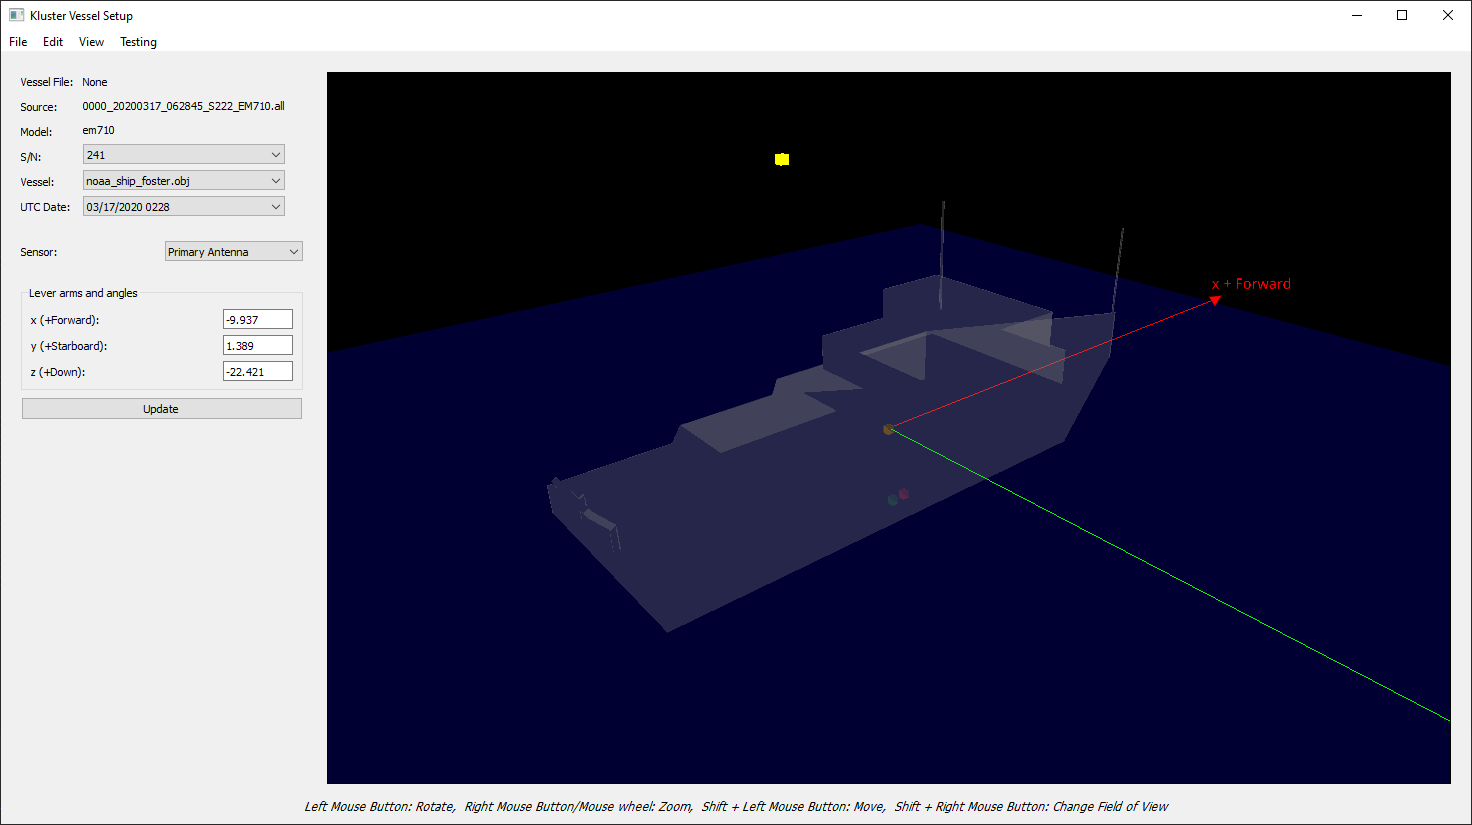 Kluster Vessel Setup
File Edit View Testing
Vessel File: None
Source: 0000_20200317_062845_S222_EM710.all
Model: em710
S/N: 241
Vessel: noaa_ship_foster.obj
UTC Date: 03/17/2020 0228
Sensor: Primary Antenna
Lever arms and angles
x (+Forward): -9.937
y (+Starboard): 1.389
z (+Down): -22.421
Update
x + Forward
Left Mouse Button: Rotate, Right Mouse Button/Mouse wheel: Zoom, Shift + Left Mouse Button: Move, Shift + Right Mouse Button: Change Field of View